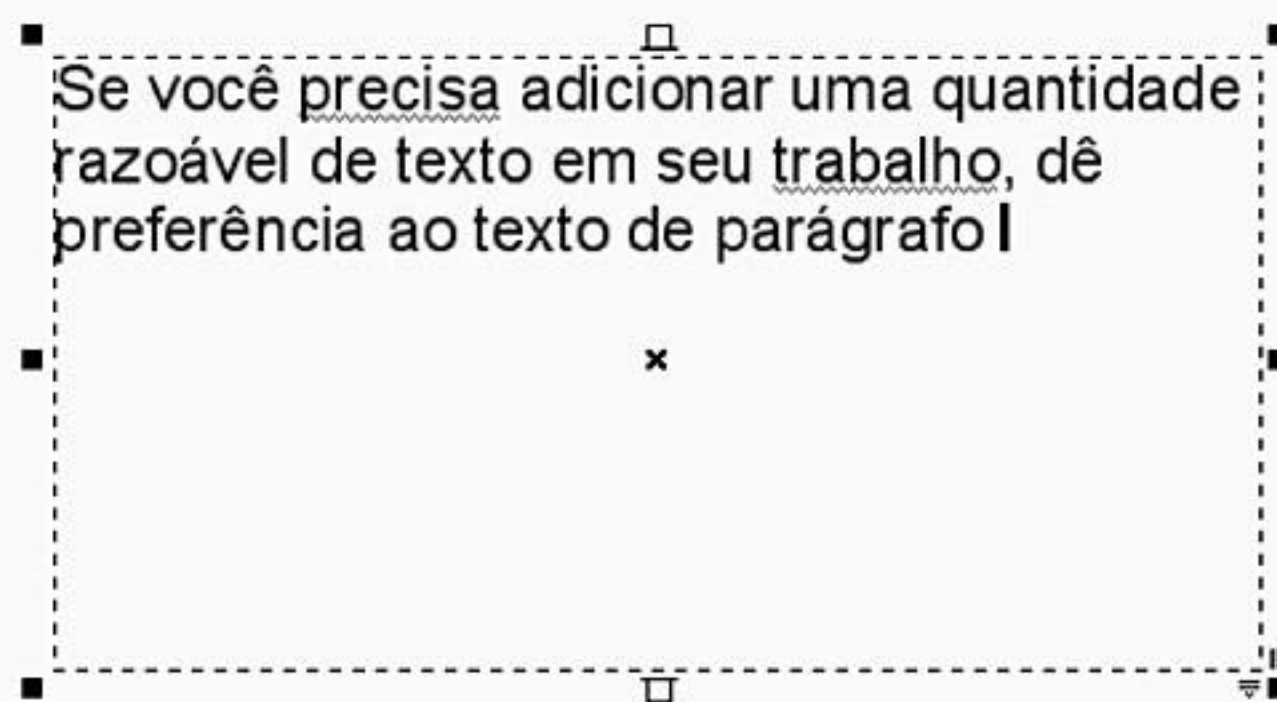 Se você precisa adicionar uma quantidade
razoável de texto em seu trabalho, dê
preferência ao texto de parágrafo